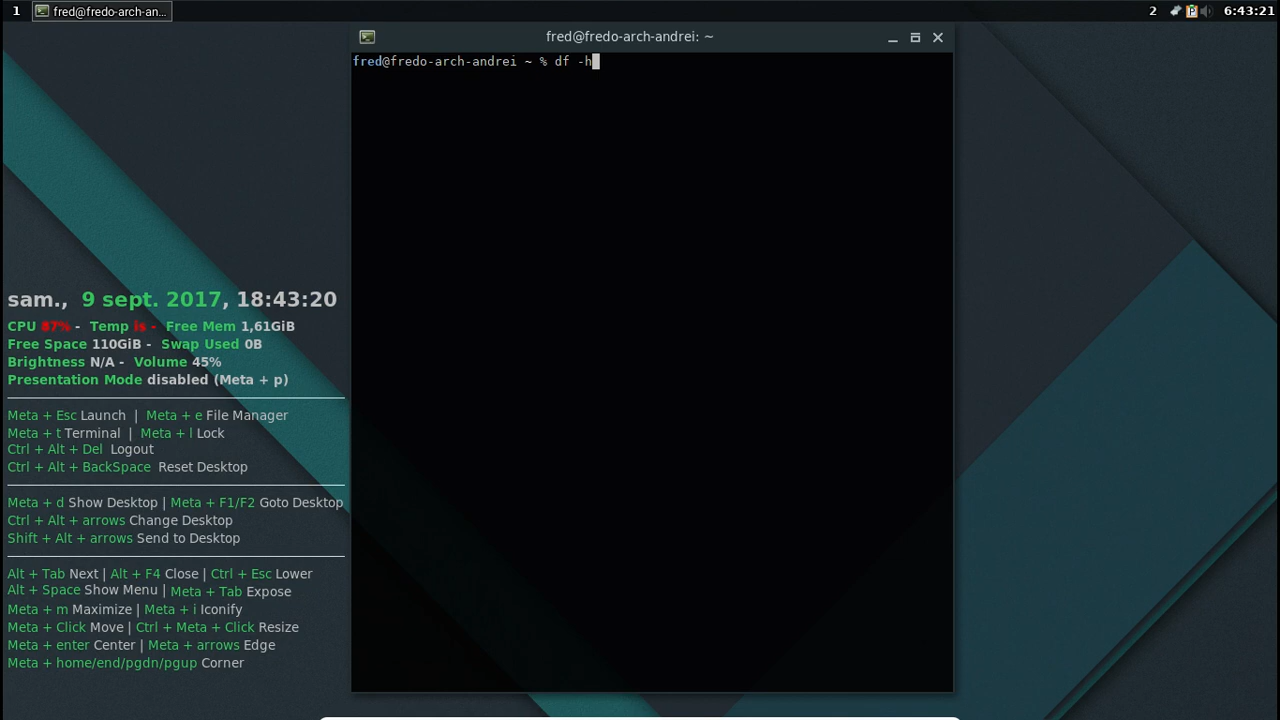 1 fred@fredo-arch-an... 2 6:43:21
fred@fredo-arch-andrei: ~
fred@fredo-arch-andrei ~ % df -h
sam., 9 sept. 2017, 18:43:20
CPU 87% - Temp is - Free Mem 1,61GiB
Free Space 110GiB - Swap Used 0B
Brightness N/A - Volume 45%
Presentation Mode disabled (Meta + p)
Meta + Esc Launch | Meta + e File Manager
Meta + t Terminal | Meta + l Lock
Ctrl + Alt + Del Logout
Ctrl + Alt + BackSpace Reset Desktop
Meta + d Show Desktop | Meta + F1/F2 Goto Desktop
Ctrl + Alt + arrows Change Desktop
Shift + Alt + arrows Send to Desktop
Alt + Tab Next | Alt + F4 Close | Ctrl + Esc Lower
Alt + Space Show Menu | Meta + Tab Expose
Meta + m Maximize | Meta + i Iconify
Meta + Click Move | Ctrl + Meta + Click Resize
Meta + enter Center | Meta + arrows Edge
Meta + home/end/pgdn/pgup Corner